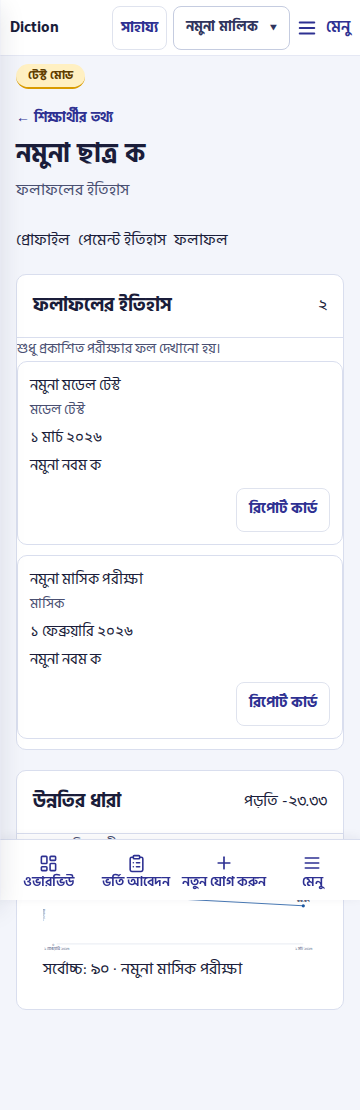 Diction
সাহায্য
নমুনা মালিক
মেনু
টেস্ট মোড
← শিক্ষার্থীর তথ্য
নমুনা ছাত্র ক
ফলাফলের ইতিহাস
প্রোফাইল পেমেন্ট ইতিহাস ফলাফল
ফলাফলের ইতিহাস ২
শুধু প্রকাশিত পরীক্ষার ফল দেখানো হয়।
নমুনা মডেল টেস্ট
মডেল টেস্ট
১ মার্চ ২০২৬
নমুনা নবম ক
রিপোর্ট কার্ড
নমুনা মাসিক পরীক্ষা
মাসিক
১ ফেব্রুয়ারি ২০২৬
নমুনা নবম ক
রিপোর্ট কার্ড
উন্নতির ধারা পড়তি -২৩.৩৩
ওভারভিউ
ভর্তি আবেদন
নতুন যোগ করুন
মেনু
সর্বোচ্চ: ৯০ · নমুনা মাসিক পরীক্ষা